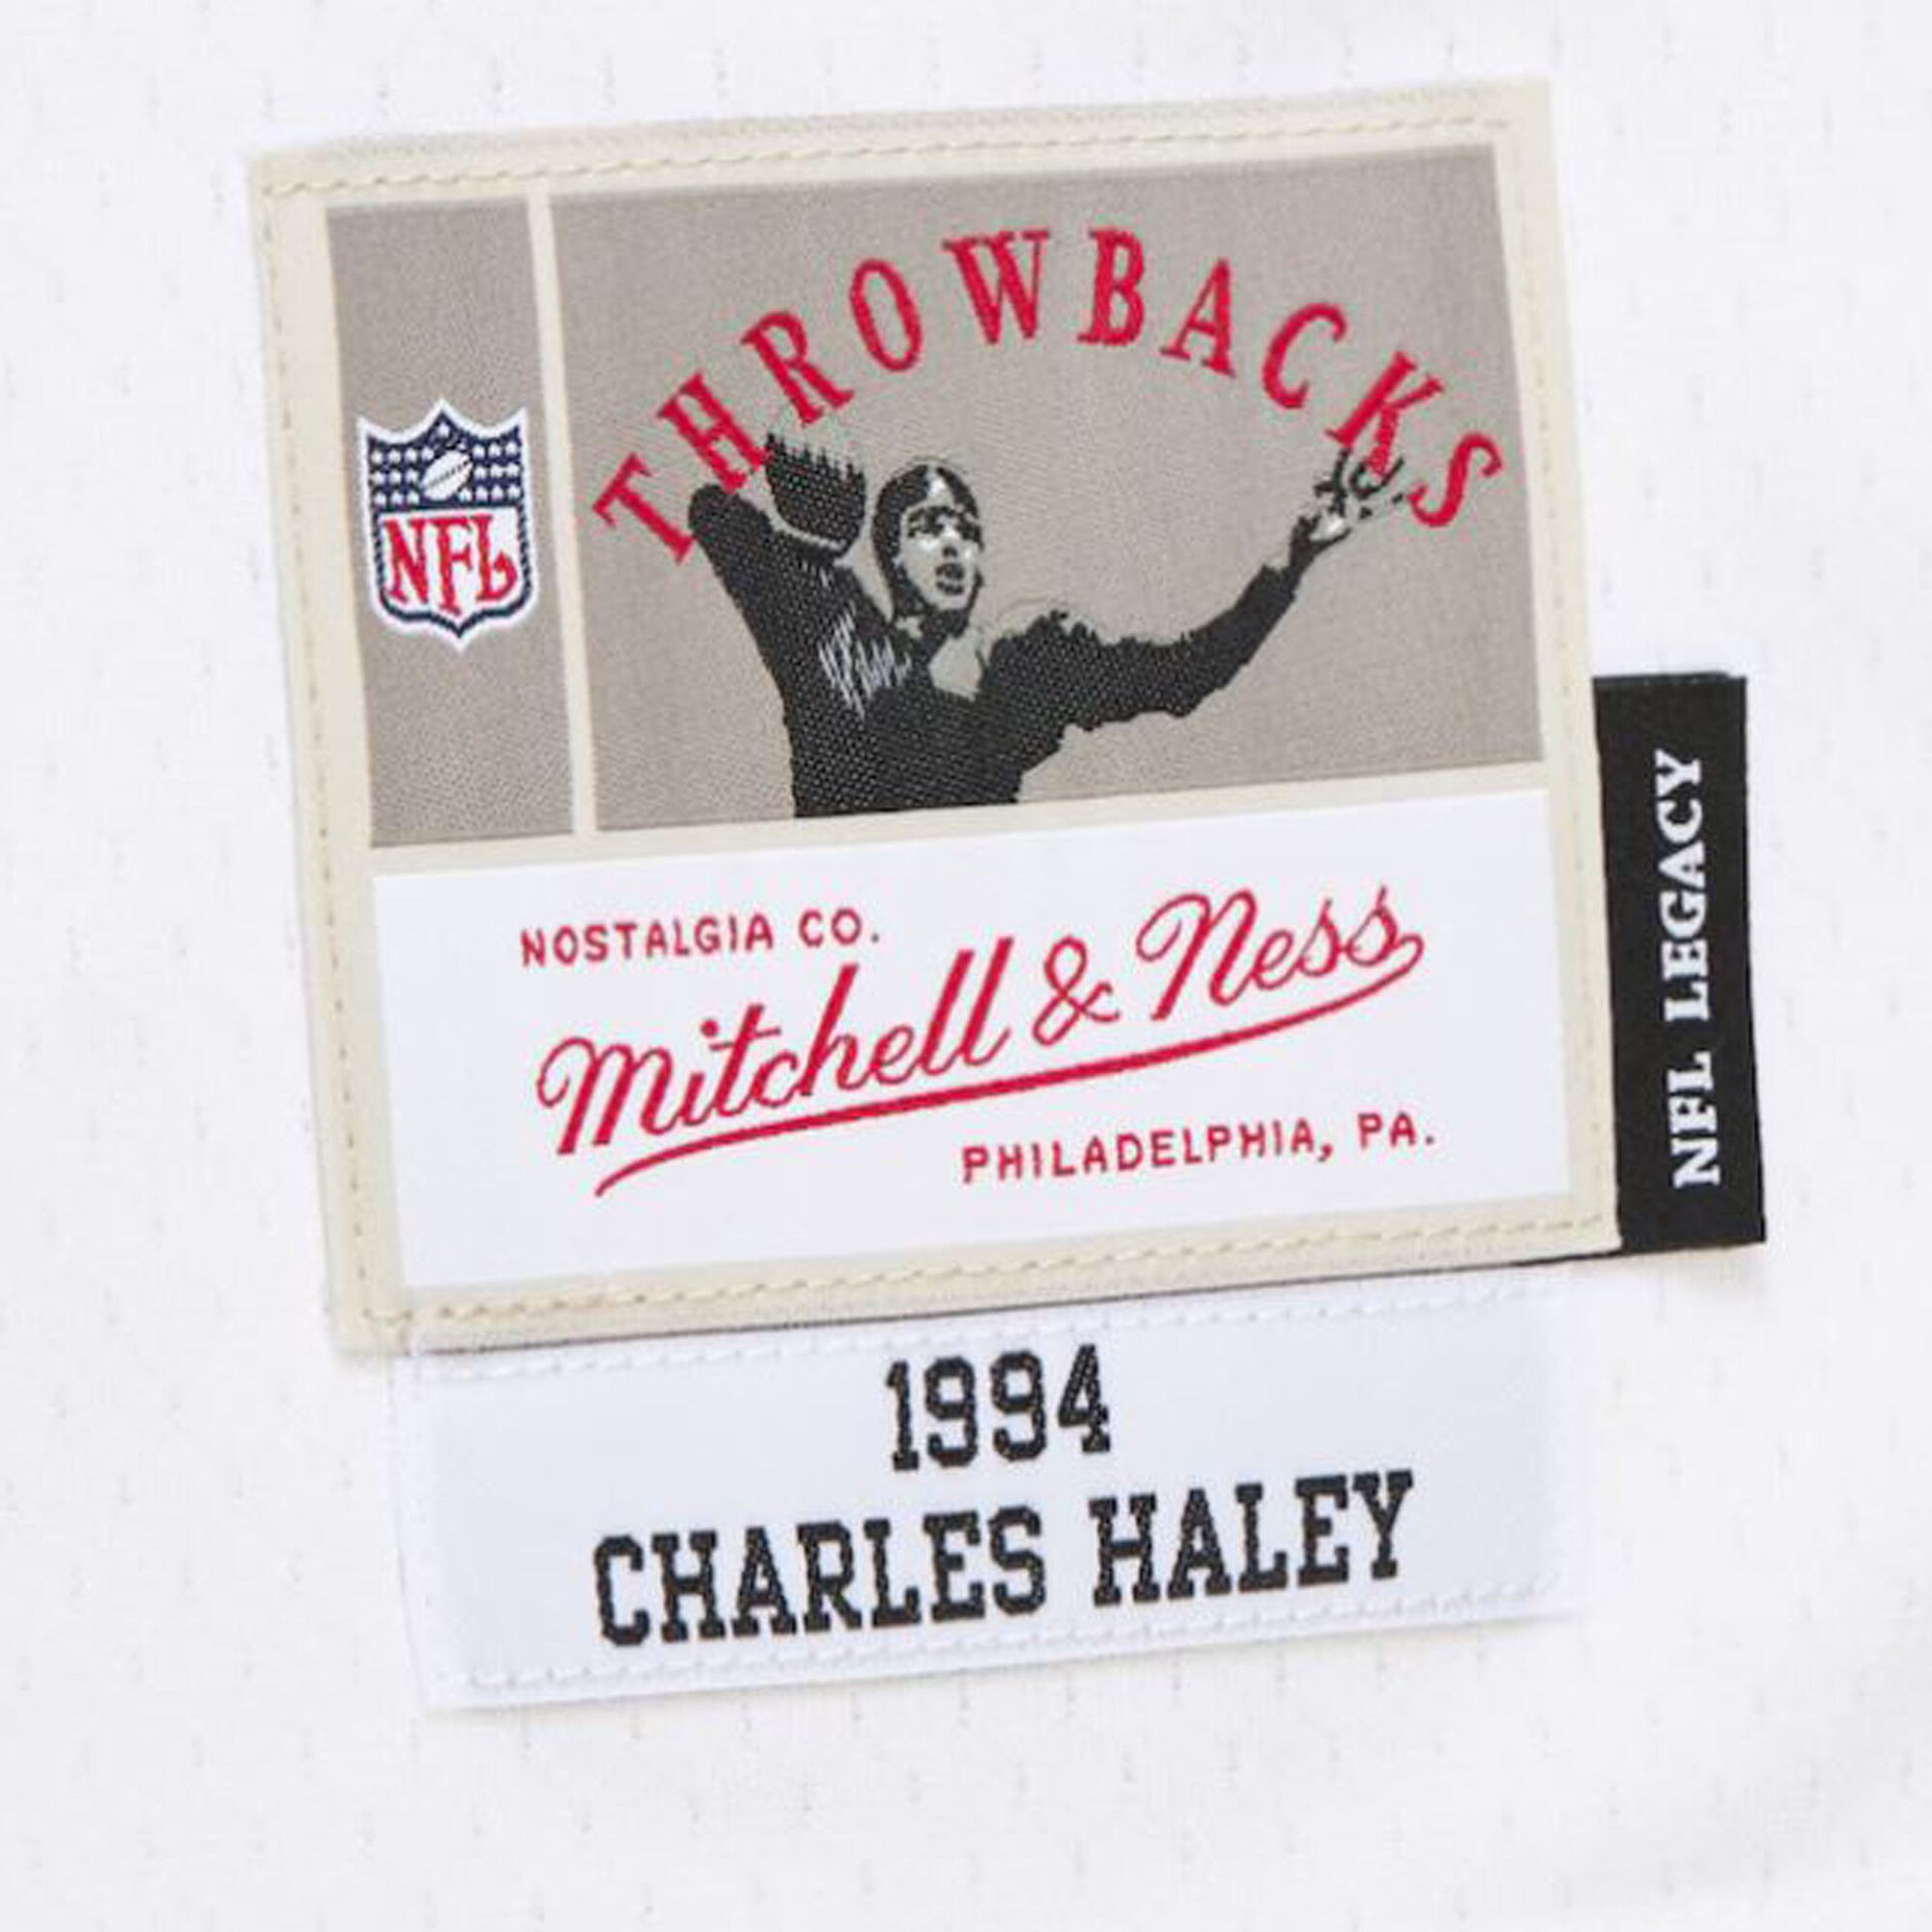 THROWBACKS
NFL
NOSTALGIA CO.
Mitchell & Ness
PHILADELPHIA, PA.
NFL LEGACY
1994
CHARLES HALEY